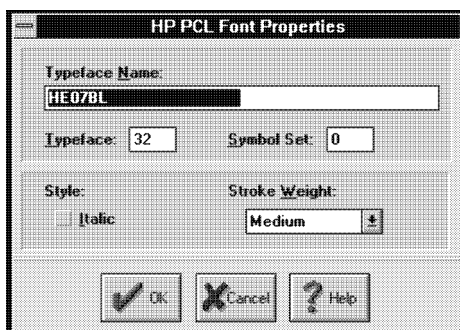 HP PCL Font Properties
Typeface Name:
HE07BL
Typeface: 32 Symbol Set: 0
Style: Stroke Weight:
Italic Medium
OK Cancel Help